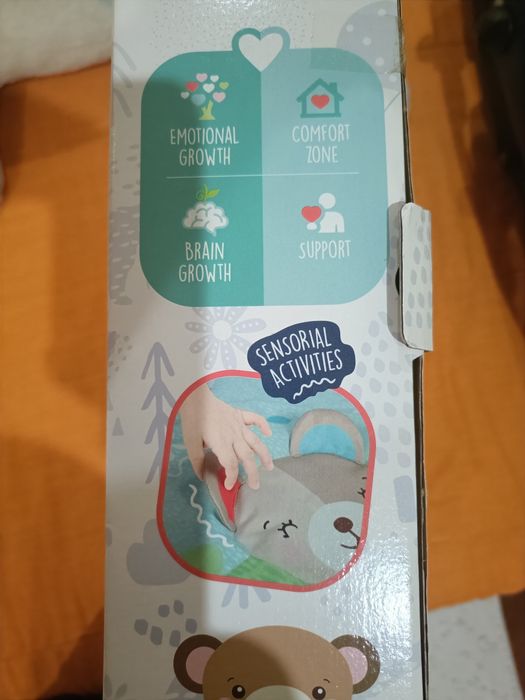 EMOTIONAL
GROWTH
COMFORT
ZONE
BRAIN
GROWTH
SUPPORT
SENSORIAL
ACTIVITIES